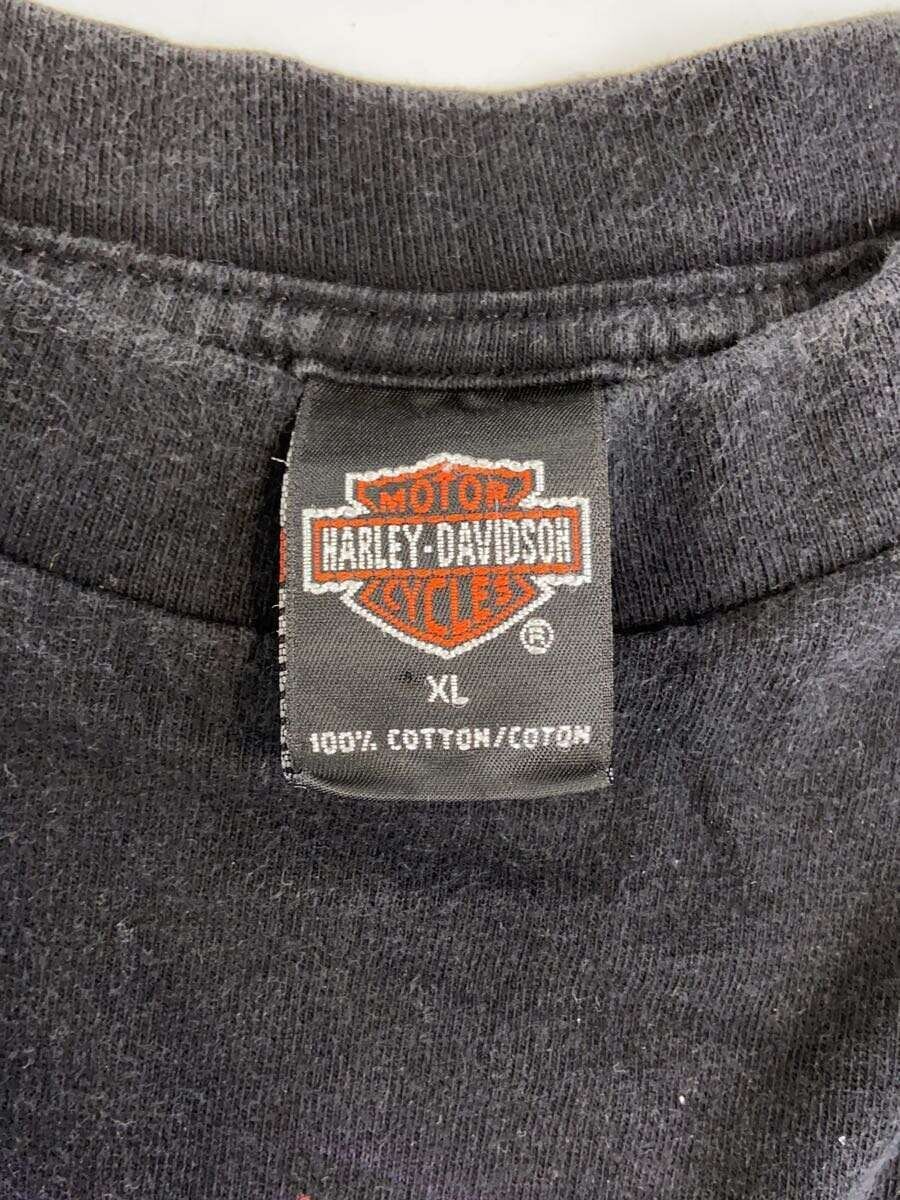 MOTOR
HARLEY-DAVIDSON
CYCLES
®
XL
100% COTTON/COTON